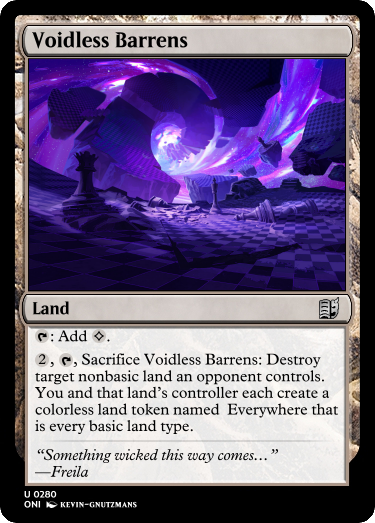 Voidless Barrens
Land
: Add .
2, , Sacrifice Voidless Barrens: Destroy
target nonbasic land an opponent controls.
You and that land's controller each create a
colorless land token named  Everywhere that
is every basic land type.
“Something wicked this way comes…”
—Freila
U 0280
ONI KEVIN-GNUTZMANS